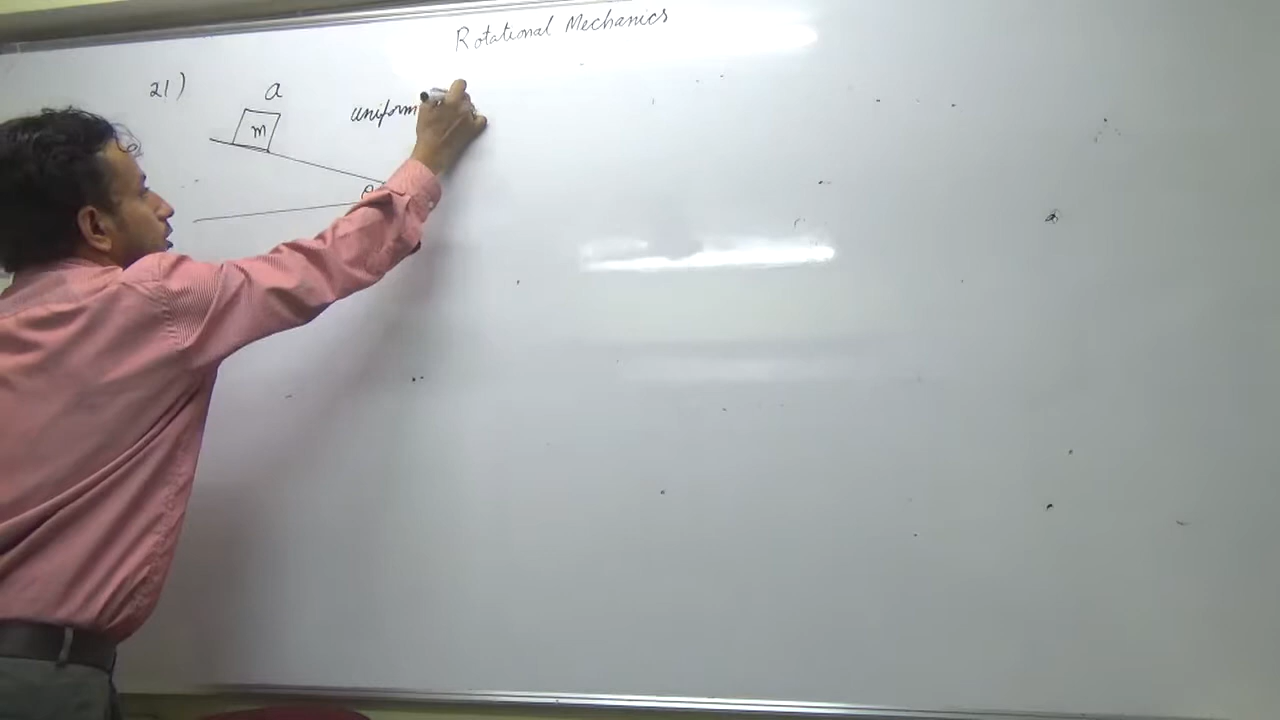 Rotational Mechanics
21)
a
m
uniform
θ